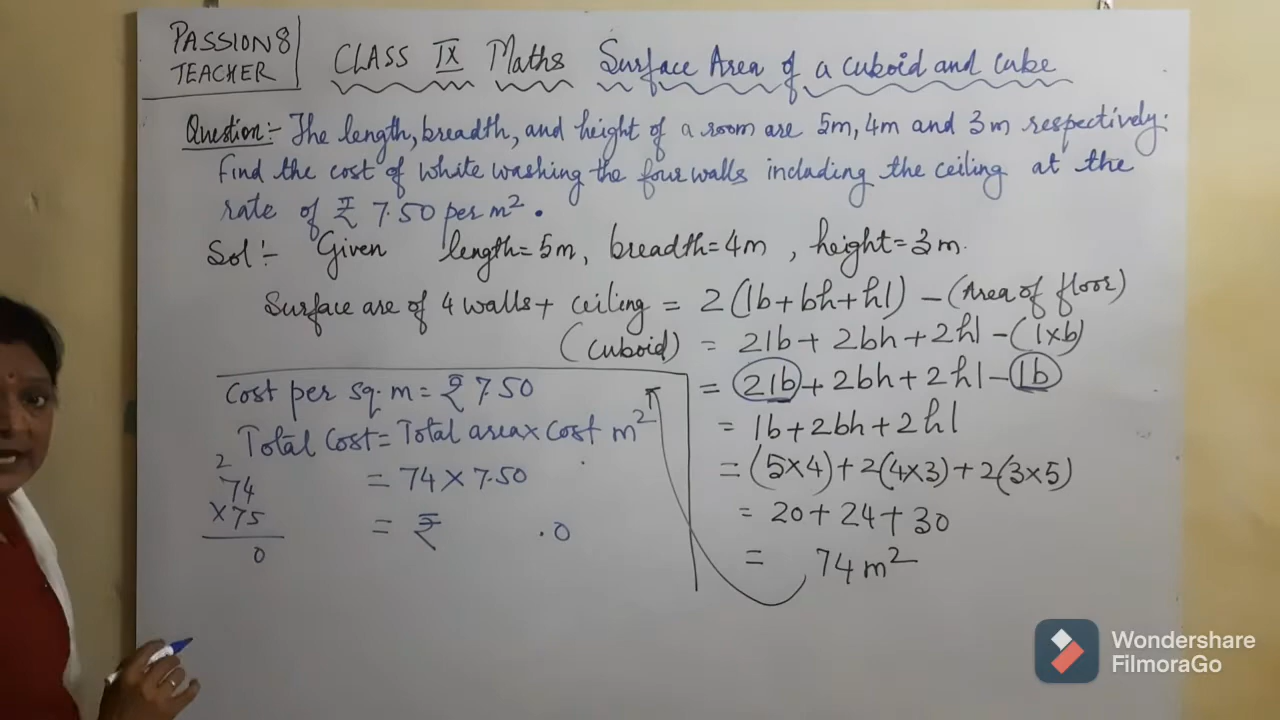 PASSION8
TEACHER
CLASS IX Maths Surface Area of a cuboid and cube
Question:- The length, breadth, and height of a room are 5m, 4m and 3m respectively.
Find the cost of white washing the four walls including the ceiling at the
rate of ₹ 7.50 per m².
Sol:- Given length=5m, breadth=4m, height=3m.
Surface are of 4 walls+ ceiling = 2(lb+bh+hl) - (Area of floor)
(cuboid) = 2lb+2bh+2hl-(l×b)
= 2lb+2bh+2hl-lb
= lb+2bh+2hl
= (5×4)+2(4×3)+2(3×5)
= 20+24+30
= 74m²
Cost per sq.m=₹7.50
Total cost=Total area×cost m²
= 74×7.50
= ₹ .0
2
74
×75
0
Wondershare
FilmoraGo